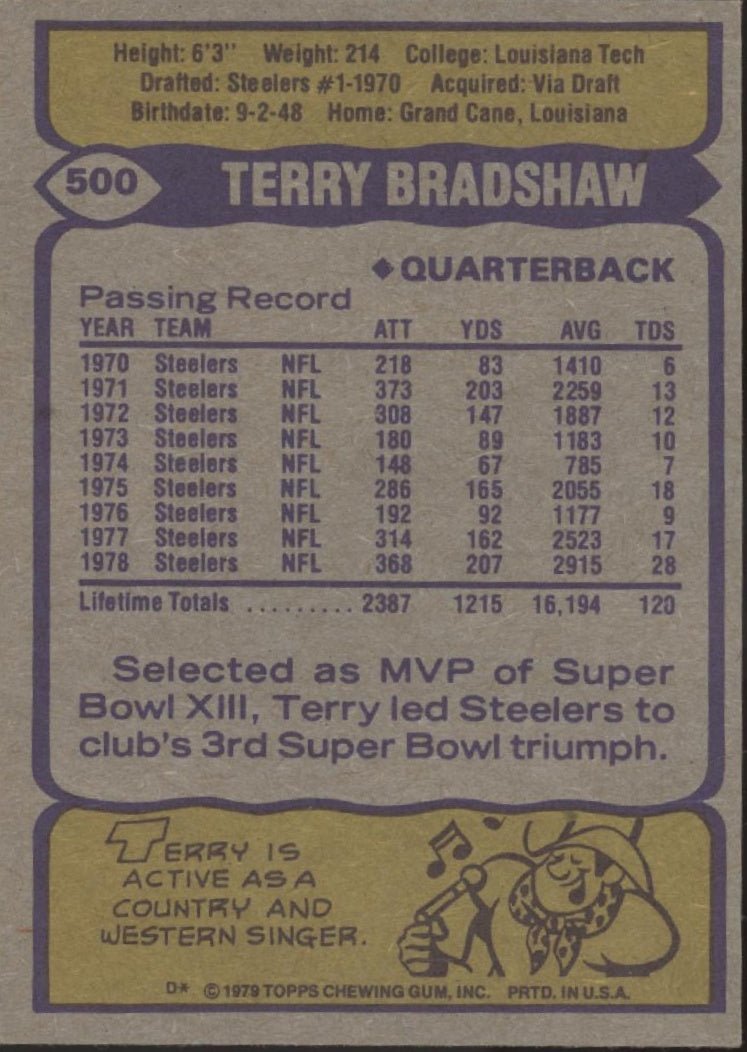 Height: 6'3'' Weight: 214 College: Louisiana Tech
Drafted: Steelers #1-1970 Acquired: Via Draft
Birthdate: 9-2-48 Home: Grand Cane, Louisiana
500 TERRY BRADSHAW
◆ QUARTERBACK
Passing Record
YEAR TEAM ATT YDS AVG TDS
1970 Steelers NFL 218 83 1410 6
1971 Steelers NFL 373 203 2259 13
1972 Steelers NFL 308 147 1887 12
1973 Steelers NFL 180 89 1183 10
1974 Steelers NFL 148 67 785 7
1975 Steelers NFL 286 165 2055 18
1976 Steelers NFL 192 92 1177 9
1977 Steelers NFL 314 162 2523 17
1978 Steelers NFL 368 207 2915 28
Lifetime Totals ......... 2387 1215 16,194 120
Selected as MVP of Super
Bowl XIII, Terry led Steelers to
club's 3rd Super Bowl triumph.
TERRY IS
ACTIVE AS A
COUNTRY AND
WESTERN SINGER.
D* © 1979 TOPPS CHEWING GUM, INC. PRTD. IN U.S.A.